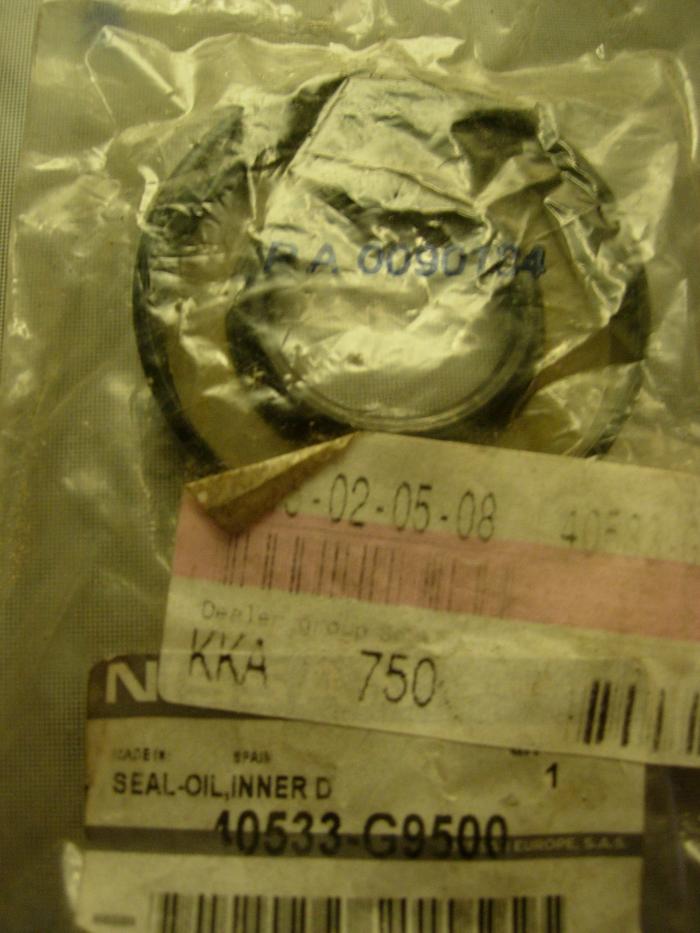 0090134
-02-05-08
Dealer group
KKA 750
MADE IN: SPAIN
SEAL-OIL,INNER D 1
40533-G9500
EUROPE, S.A.S.